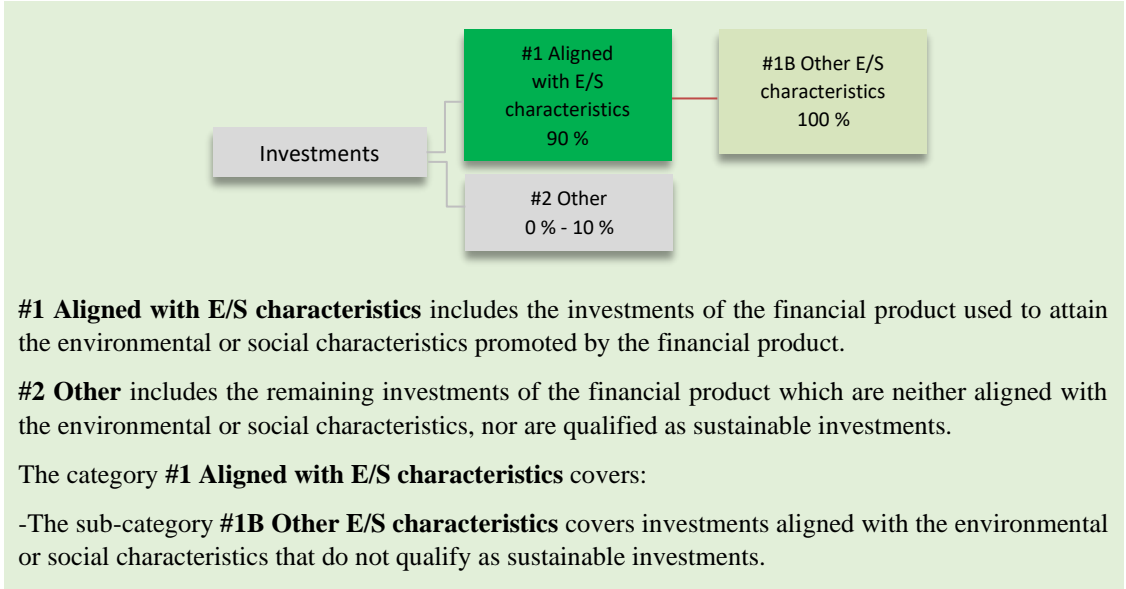 #1 Aligned
with E/S
characteristics
90 %
#1B Other E/S
characteristics
100 %
Investments
#2 Other
0 % - 10 %
#1 Aligned with E/S characteristics includes the investments of the financial product used to attain
the environmental or social characteristics promoted by the financial product.
#2 Other includes the remaining investments of the financial product which are neither aligned with
the environmental or social characteristics, nor are qualified as sustainable investments.
The category #1 Aligned with E/S characteristics covers:
-The sub-category #1B Other E/S characteristics covers investments aligned with the environmental
or social characteristics that do not qualify as sustainable investments.